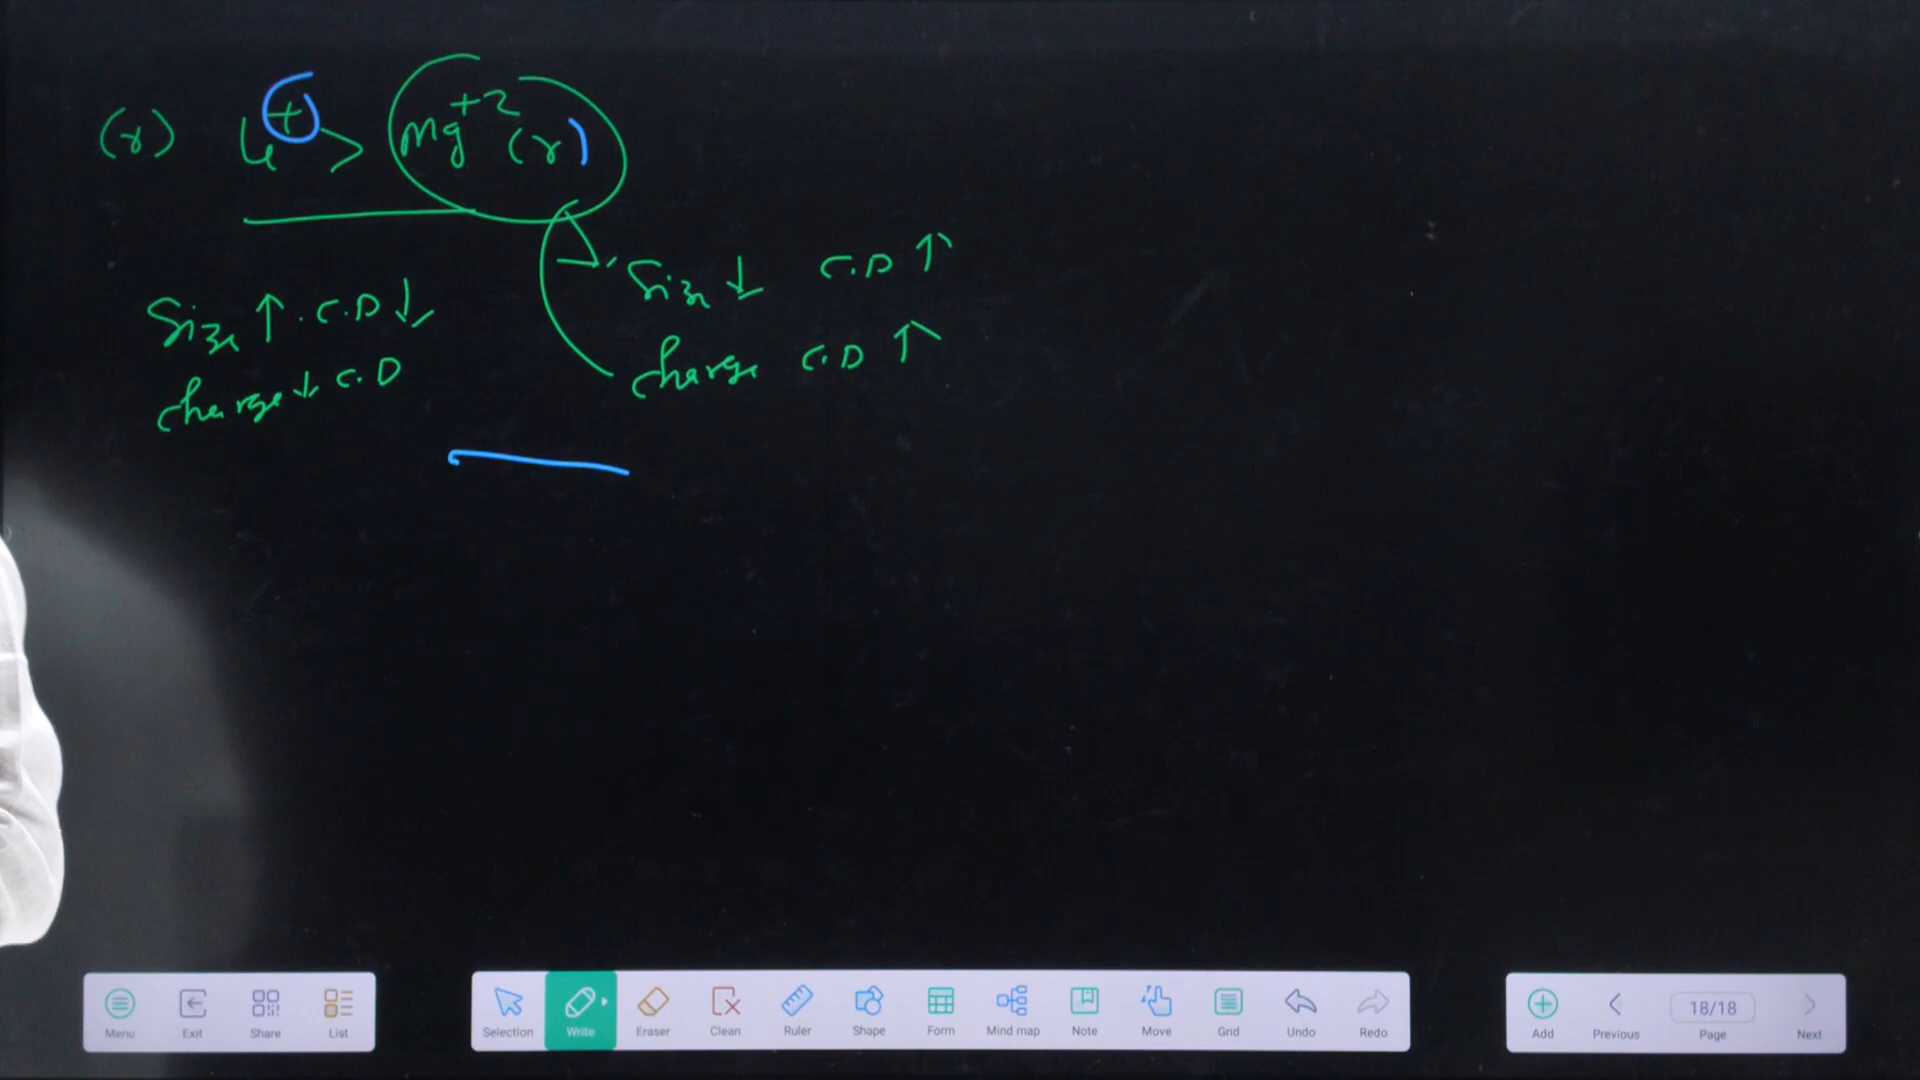 (r) Li⁺ > Mg⁺² (r)
Size ↑ . C.D ↓
charge ↓ C.D
Size ↓ C.D ↑
charge C.D ↑
Menu Exit Share List
Selection Write Eraser Clean Ruler Shape Form Mind map Note Move Grid Undo Redo
Add Previous 18/18 Page Next